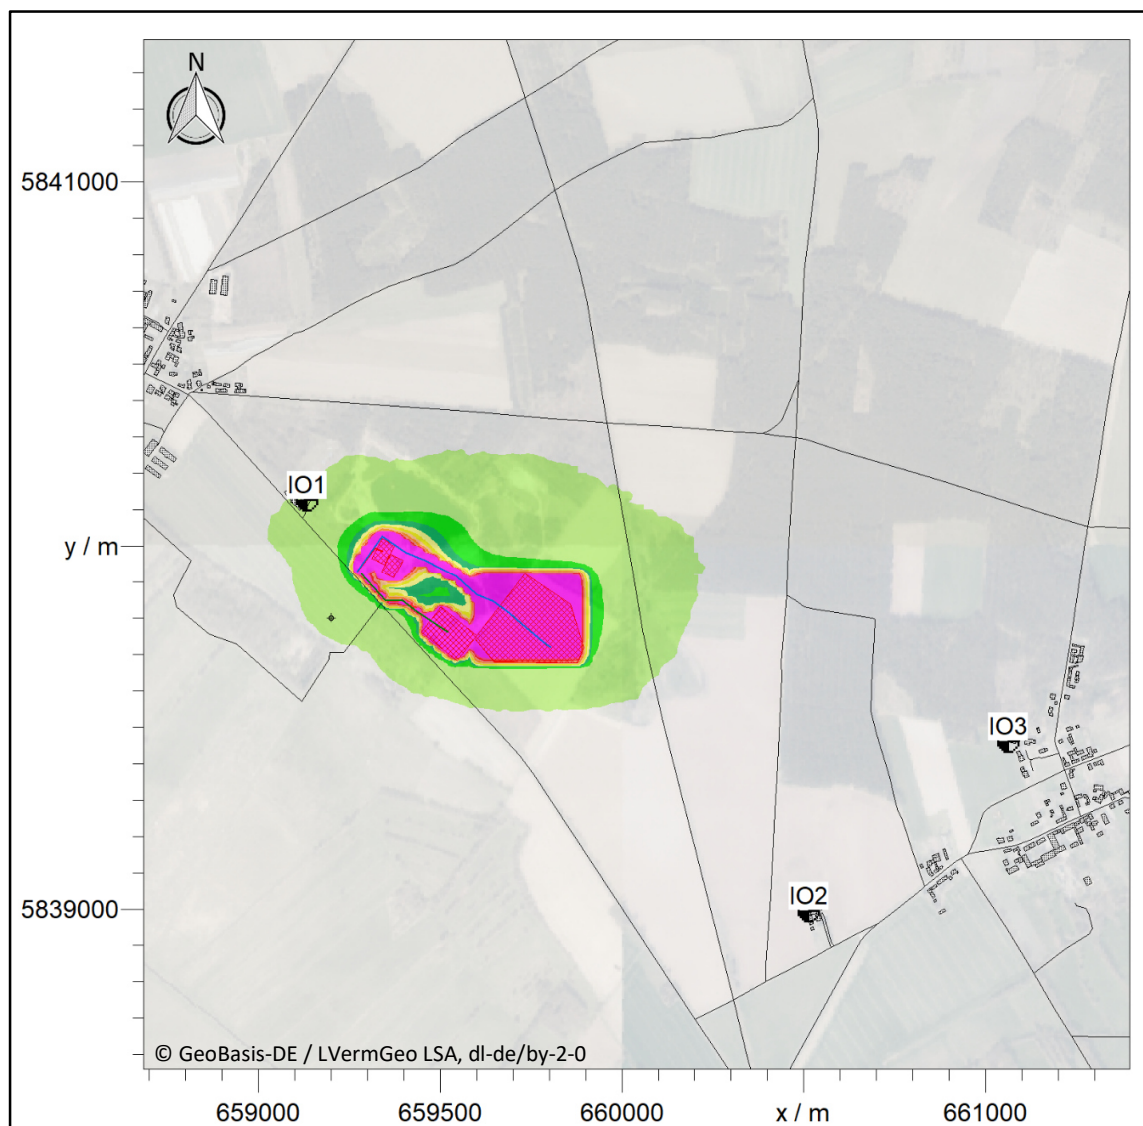 N
5841000
IO1
y / m
IO3
5839000
IO2
© GeoBasis-DE / LVermGeo LSA, dl-de/by-2-0
659000
659500
660000
x / m
661000